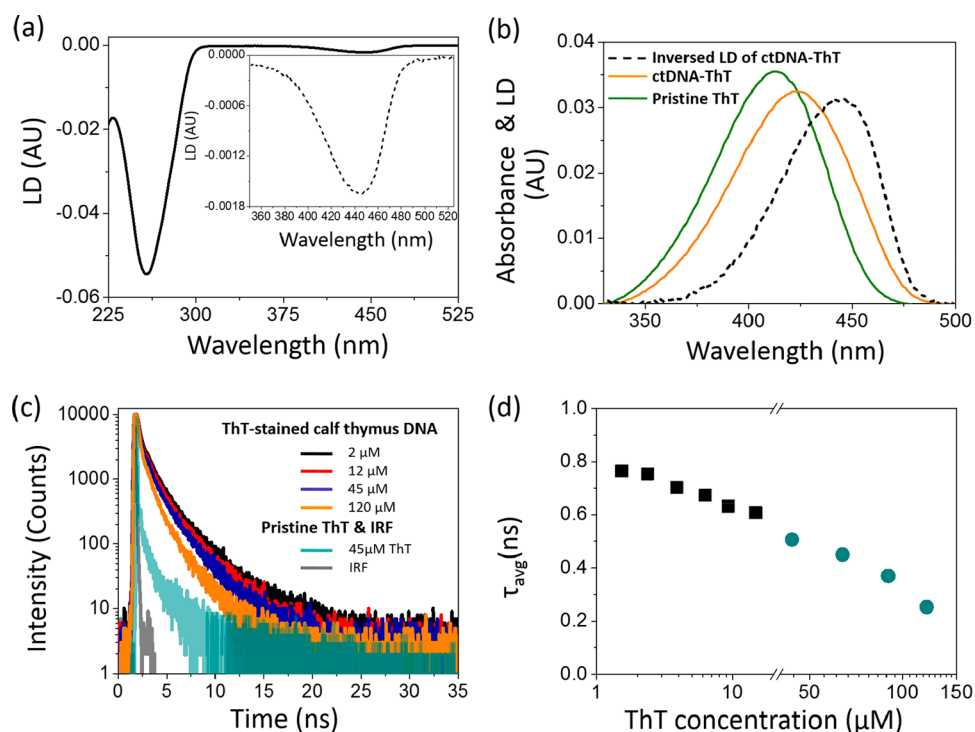 (a)
0.00
-0.02
-0.04
-0.06
LD (AU)
225
300
375
450
525
Wavelength (nm)
0.0000
-0.0006
-0.0012
-0.0018
LD (AU)
360 380 400 420 440 460 480 500 520
Wavelength (nm)
(b)
0.04
0.03
0.02
0.01
0.00
Absorbance & LD
(AU)
Inversed LD of ctDNA-ThT
ctDNA-ThT
Pristine ThT
350
400
450
500
Wavelength (nm)
(c)
10000
1000
100
10
1
Intensity (Counts)
ThT-stained calf thymus DNA
2 µM
12 µM
45 µM
120 µM
Pristine ThT & IRF
45µM ThT
IRF
0 5 10 15 20 25 30 35
Time (ns)
(d)
1.0
0.8
0.6
0.4
0.2
0.0
τavg(ns)
1 10 50 100 150
ThT concentration (µM)